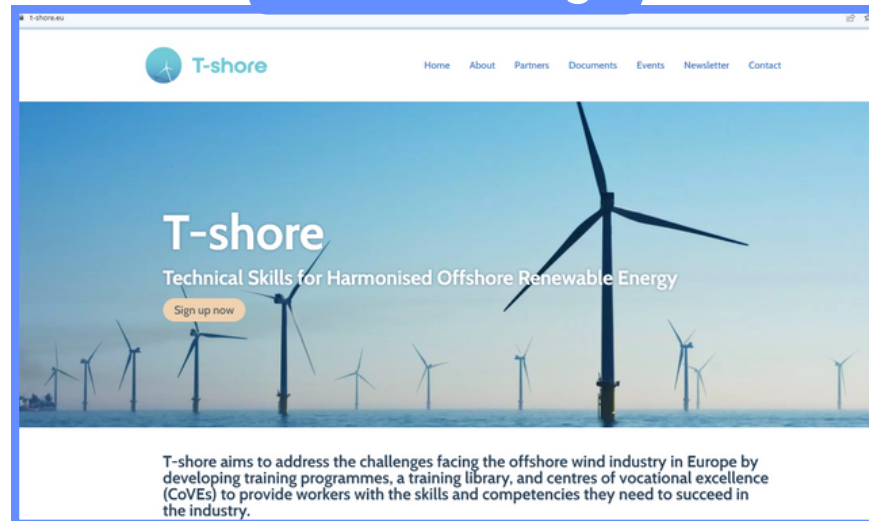 t-shore.eu
T-shore
Home About Partners Documents Events Newsletter Contact
T-shore
Technical Skills for Harmonised Offshore Renewable Energy
Sign up now
T-shore aims to address the challenges facing the offshore wind industry in Europe by
developing training programmes, a training library, and centres of vocational excellence
(CoVEs) to provide workers with the skills and competencies they need to succeed in
the industry.